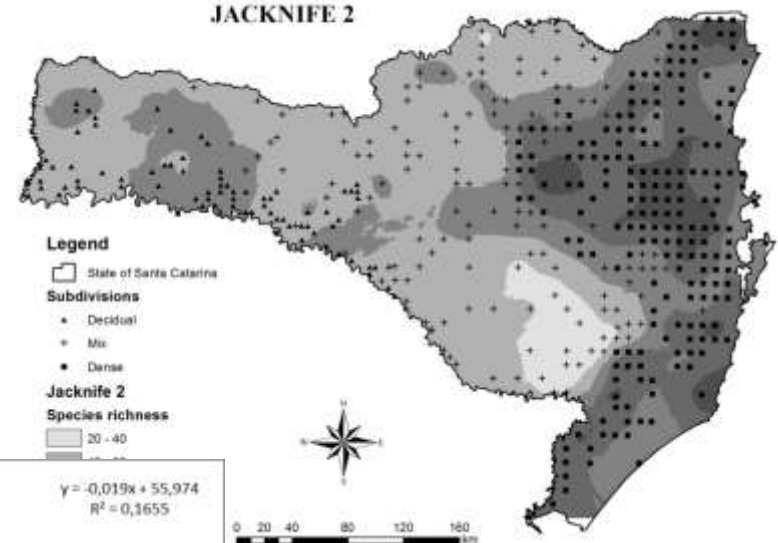 JACKNIFE 2
Legend
State of Santa Catarina
Subdivisions
Decidual
Mix
Dense
Jacknife 2
Species richness
20 - 40
y = -0,019x + 55,974
R² = 0,1655
0 20 40 80 120 160
km
N
E
S